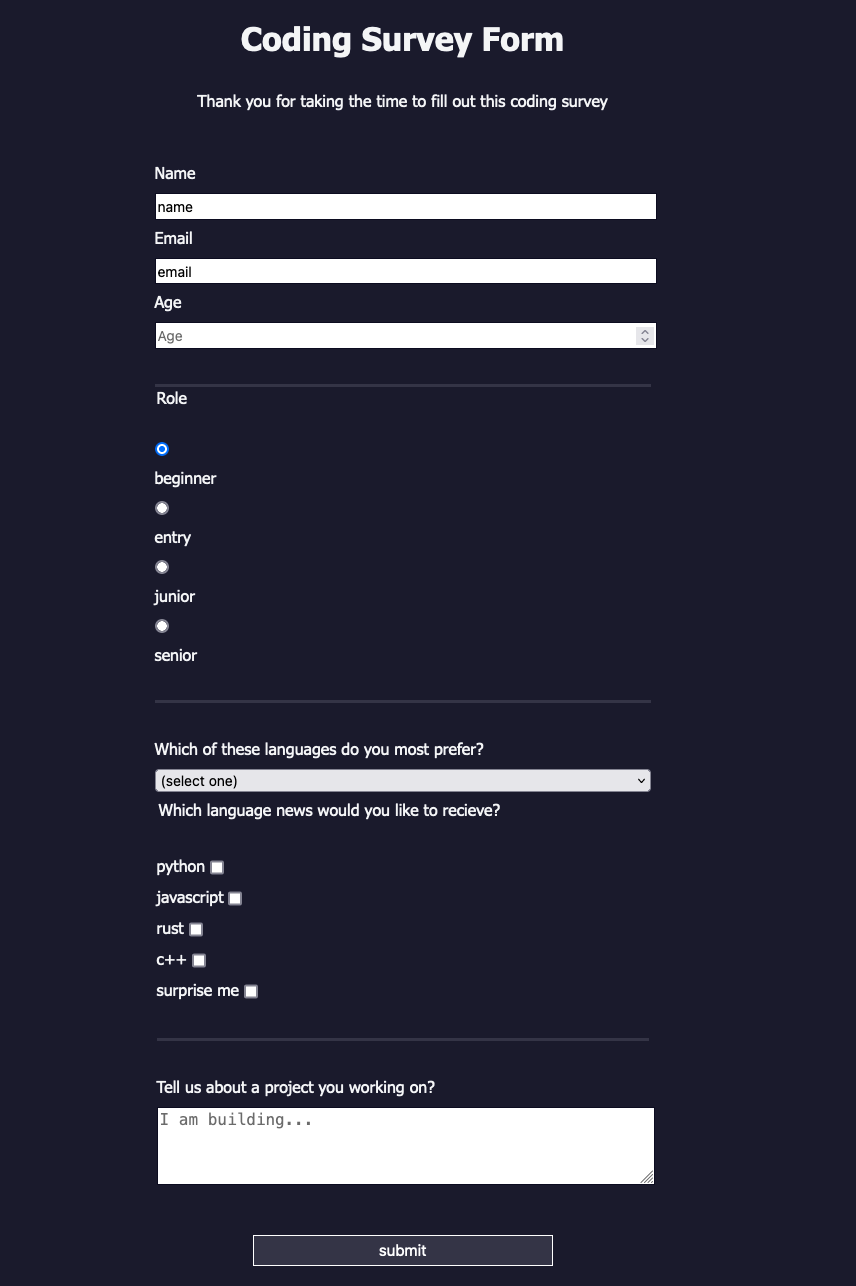 Coding Survey Form
Thank you for taking the time to fill out this coding survey
Name
name
Email
email
Age
Age
Role
beginner
entry
junior
senior
Which of these languages do you most prefer?
(select one)
Which language news would you like to recieve?
python
javascript
rust
c++
surprise me
Tell us about a project you working on?
I am building...
submit